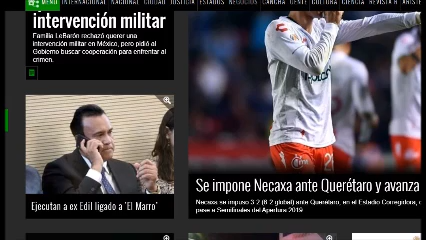 MENÚ INTERNACIONAL NACIONAL CIUDAD JUSTICIA ESTADOS NEGOCIOS CANCHA GENTE CULTURA CIENCIA REVISTA R
intervención militar
Familia LeBarón rechazó querer una
intervención militar en México, pero pidió al
Gobierno buscar cooperación para enfrentar al
crimen.
Ejecutan a ex Edil ligado a 'El Marro'
Se impone Necaxa ante Querétaro y avanza
Necaxa se impuso 3-2 (6-2 global) ante Querétaro, en el Estadio Corregidora,
pase a Semifinales del Apertura 2019